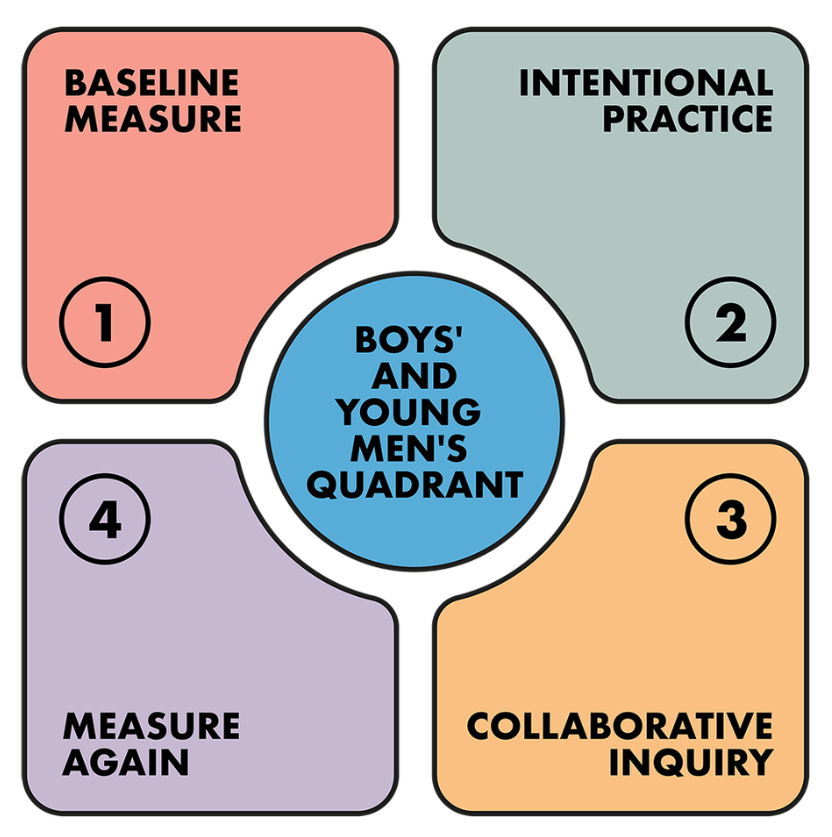 BASELINE
MEASURE
1
INTENTIONAL
PRACTICE
2
BOYS'
AND
YOUNG
MEN'S
QUADRANT
3
COLLABORATIVE
INQUIRY
4
MEASURE
AGAIN